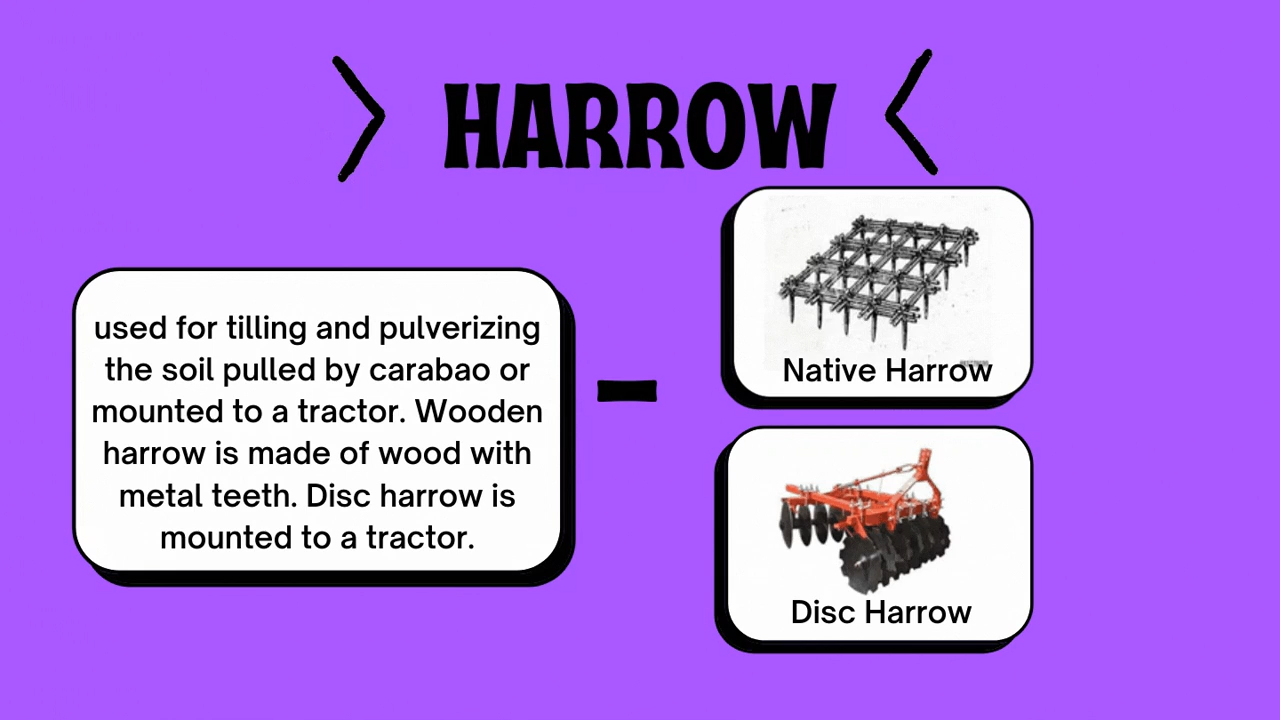 HARROW
used for tilling and pulverizing
the soil pulled by carabao or
mounted to a tractor. Wooden
harrow is made of wood with
metal teeth. Disc harrow is
mounted to a tractor.
Native Harrow
Disc Harrow